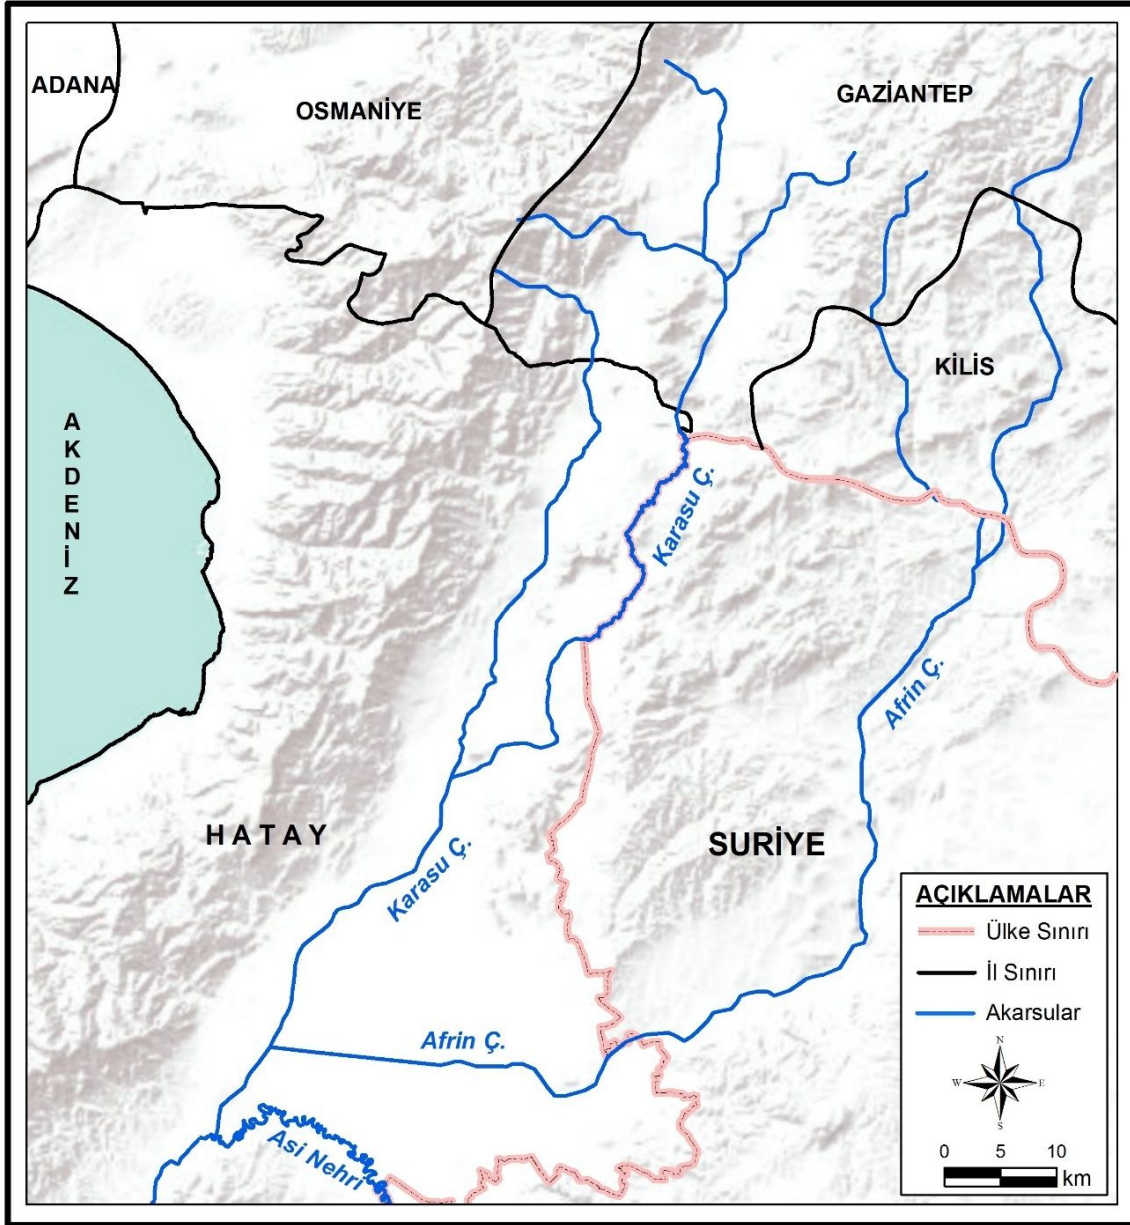 ADANA
OSMANİYE
GAZİANTEP
KİLİS
AKDENİZ
Karasu Ç.
Afrin Ç.
HATAY
SURİYE
Karasu Ç.
Afrin Ç.
Asi Nehri
AÇIKLAMALAR
Ülke Sınırı
İl Sınırı
Akarsular
N
W E
S
0 5 10
km